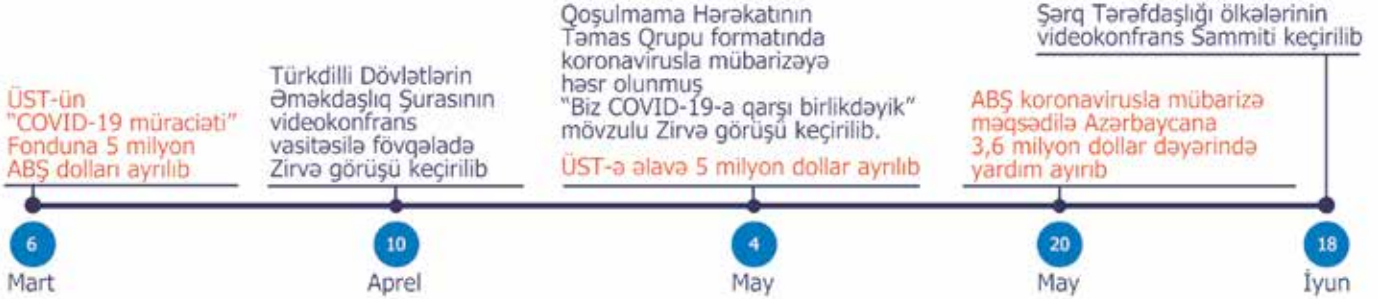 ÜST-ün
"COVID-19 müraciəti"
Fonduna 5 milyon
ABŞ dolları ayrılıb
6
Mart
Türkdilli Dövlətlərin
Əməkdaşlıq Şurasının
videokonfrans
vasitəsilə fövqəladə
Zirvə görüşü keçirilib
10
Aprel
Qoşulmama Hərəkatının
Təmas Qrupu formatında
koronavirusla mübarizəyə
həsr olunmuş
"Biz COVID-19-a qarşı birlikdəyik"
mövzulu Zirvə görüşü keçirilib.
ÜST-ə əlavə 5 milyon dollar ayrılıb
4
May
ABŞ koronavirusla mübarizə
məqsədilə Azərbaycana
3,6 milyon dollar dəyərində
yardım ayırıb
20
May
Şərq Tərəfdaşlığı ölkələrinin
videokonfrans Sammiti keçirilib
18
İyun